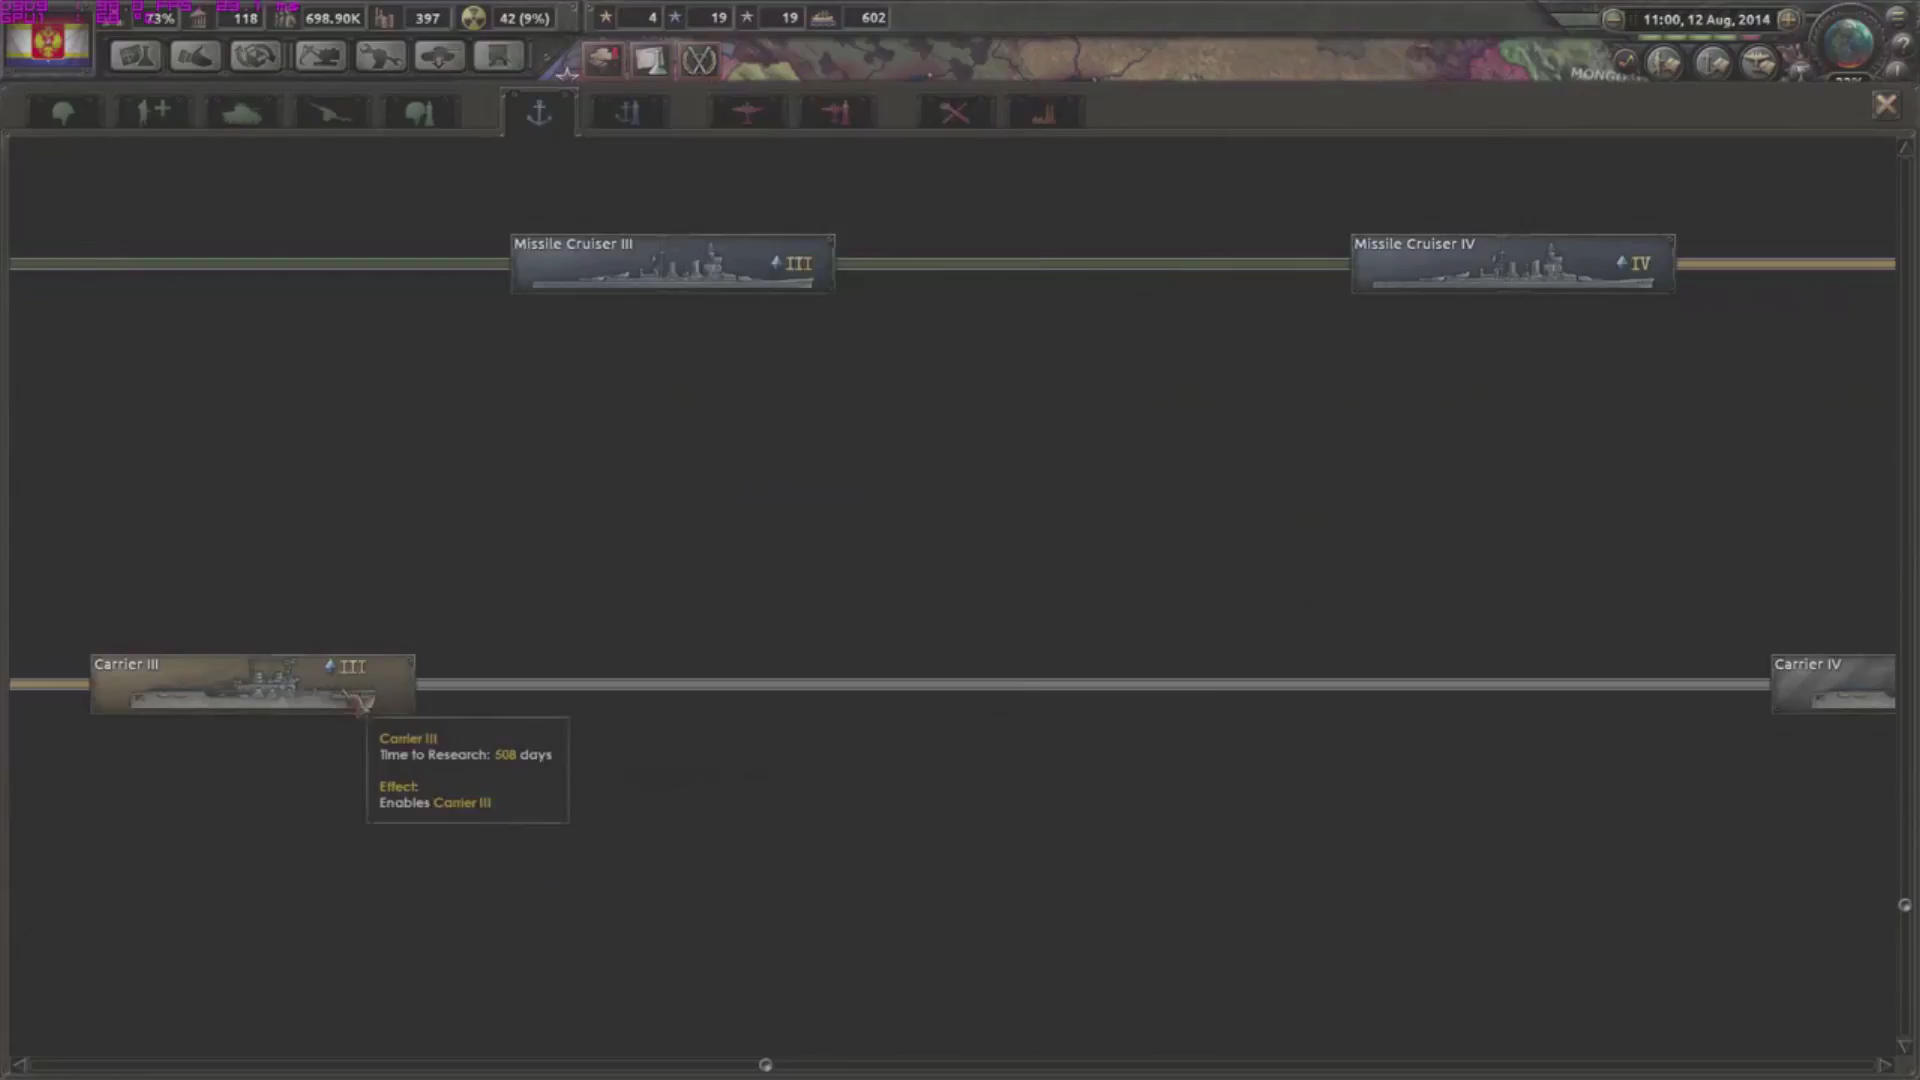 73%
118
698.90K
397
42 (9%)
4
19
19
602
11:00, 12 Aug, 2014
Missile Cruiser III
III
Missile Cruiser IV
IV
Carrier III
III
Carrier IV
Carrier III
Time to Research: 508 days
Effect:
Enables Carrier III